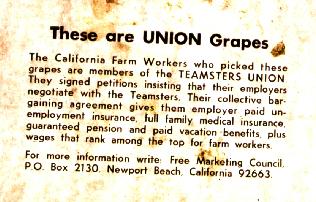 These are UNION Grapes
The California Farm Workers who picked these
grapes are members of the TEAMSTERS UNION
They signed petitions insisting that their employers
negotiate with the Teamsters. Their collective bar-
gaining agreement gives them employer paid un-
employment insurance, full family medical insurance,
guaranteed pension and paid vacation benefits, plus
wages that rank among the top for farm workers.
For more information write: Free Marketing Council,
P.O. Box 2130, Newport Beach, California 92663.